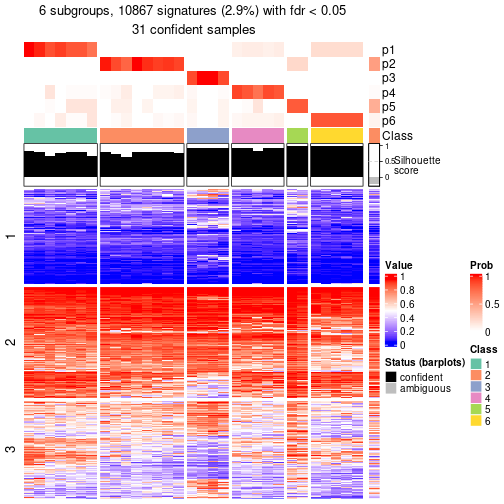 6 subgroups, 10867 signatures (2.9%) with fdr < 0.05
31 confident samples
p1
p2
p3
p4
p5
p6
Class
1
0.5
0
Silhouette
score
1
2
3
Value
1
0.8
0.6
0.4
0.2
0
Prob
1
0.5
0
Status (barplots)
confident
ambiguous
Class
1
2
3
4
5
6